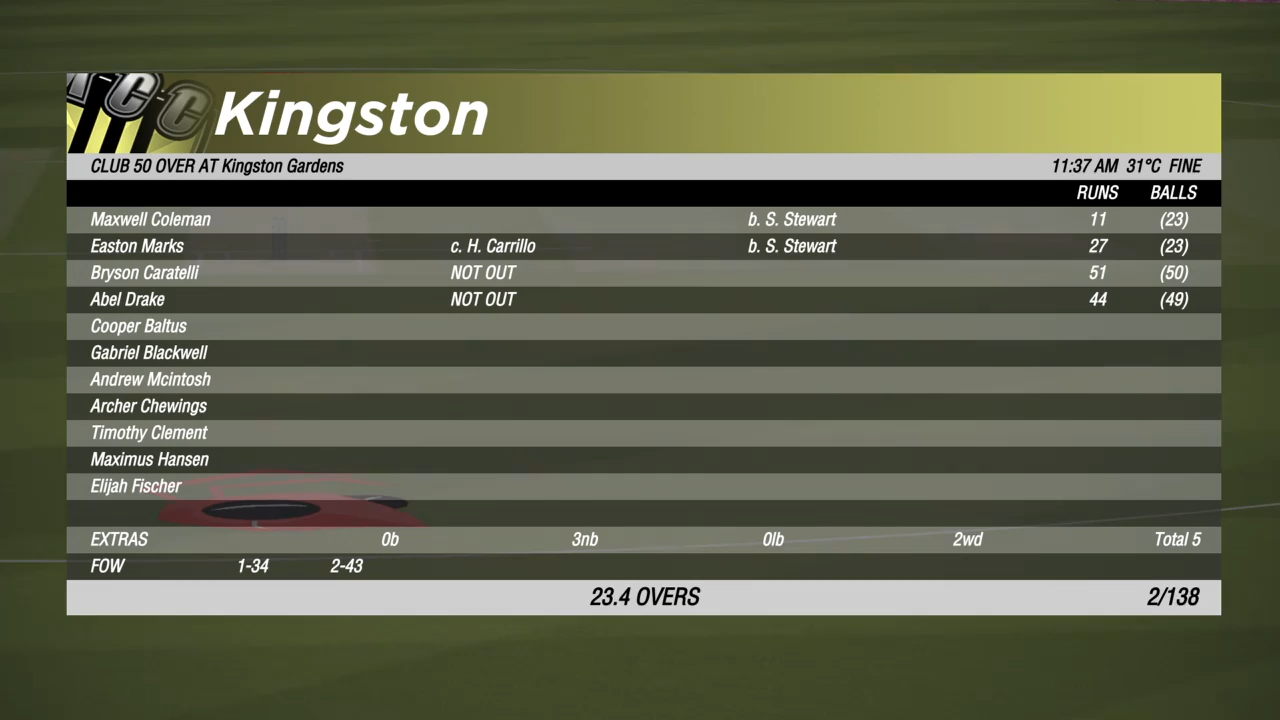 C C
Kingston
CLUB 50 OVER AT Kingston Gardens 11:37 AM 31°C FINE
RUNS BALLS
Maxwell Coleman b. S. Stewart 11 (23)
Easton Marks c. H. Carrillo b. S. Stewart 27 (23)
Bryson Caratelli NOT OUT 51 (50)
Abel Drake NOT OUT 44 (49)
Cooper Baltus
Gabriel Blackwell
Andrew Mcintosh
Archer Chewings
Timothy Clement
Maximus Hansen
Elijah Fischer
EXTRAS 0b 3nb 0lb 2wd Total 5
FOW 1-34 2-43
23.4 OVERS 2/138